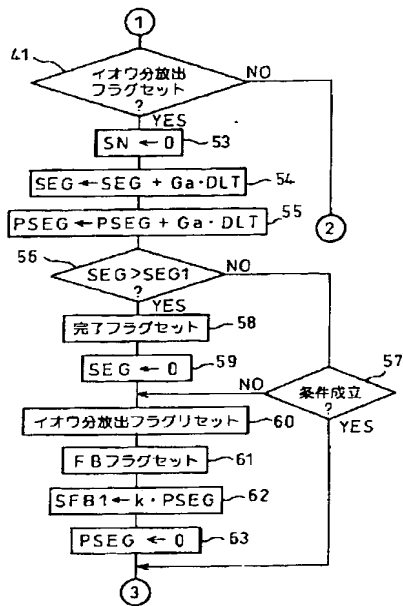 1
41
イオウ分放出
フラグセット
?
NO
YES
SN ← 0
53
SEG ← SEG + Ga・DLT
54
PSEG ← PSEG + Ga・DLT
55
2
56
SEG>SEG1
?
NO
YES
完了フラグセット
58
SEG ← 0
59
57
条件成立
?
NO
YES
イオウ分放出フラグリセット
60
FBフラグセット
61
SFB1 ← k・PSEG
62
PSEG ← 0
63
3